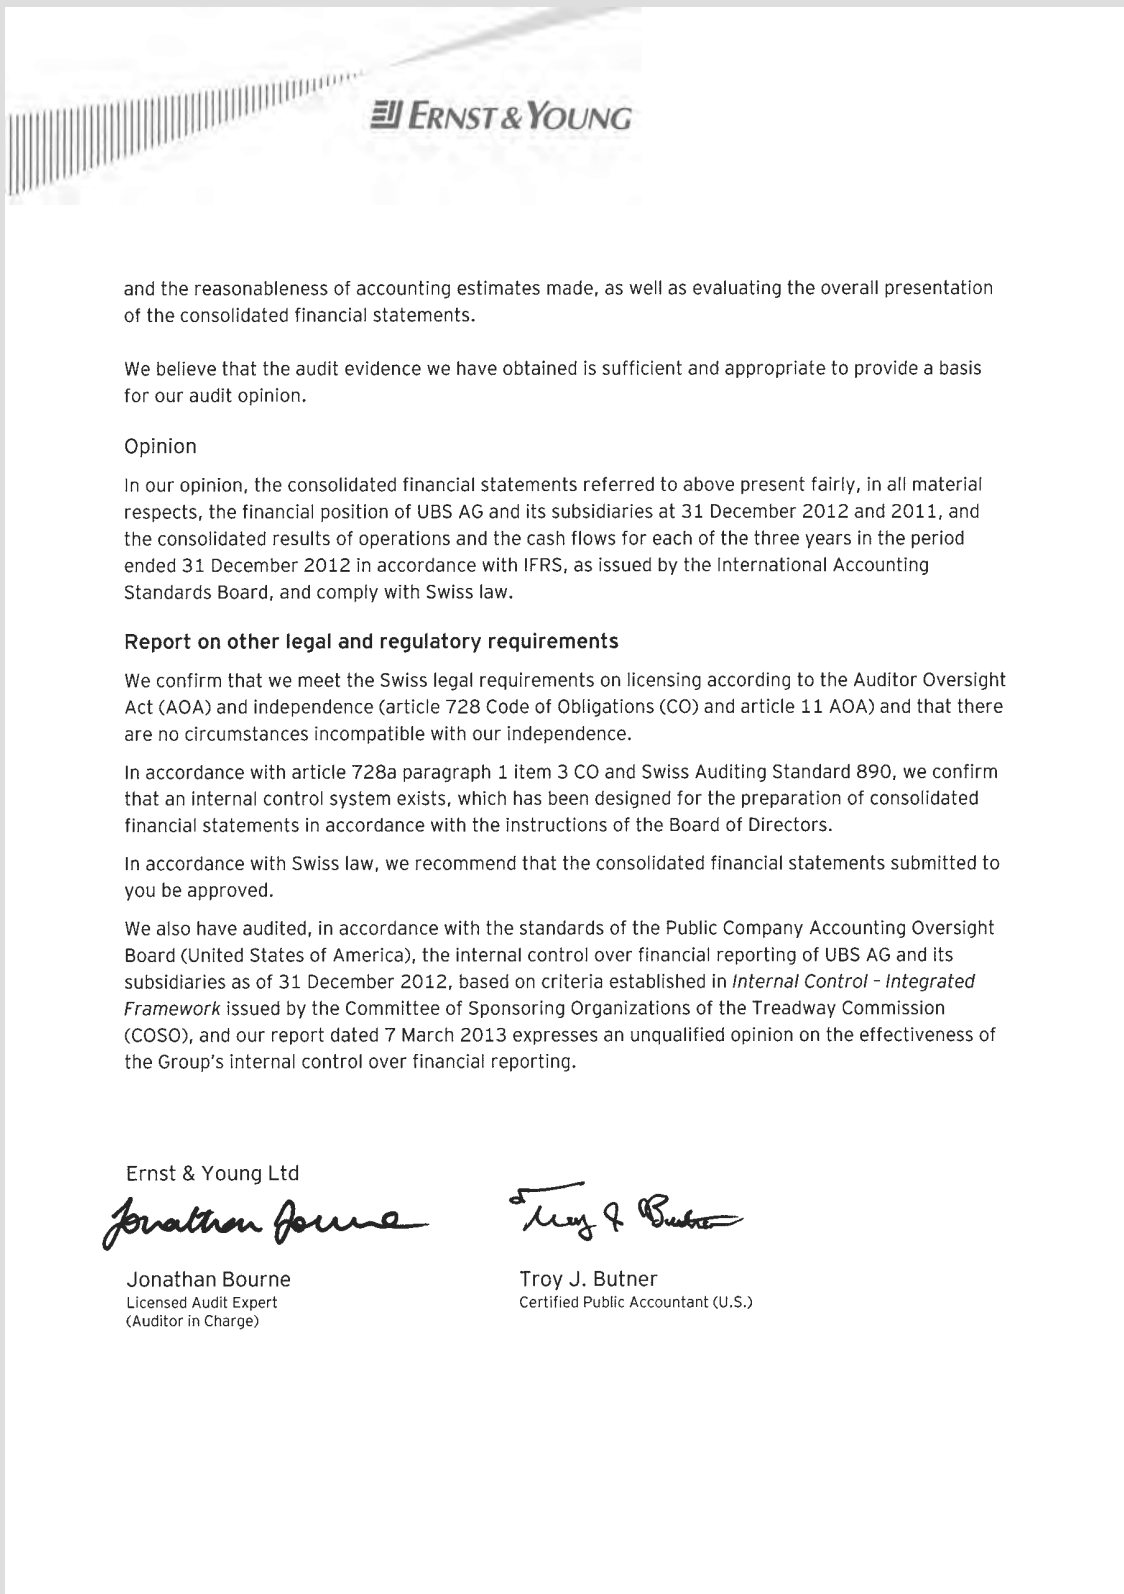 ERNST & YOUNG
and the reasonableness of accounting estimates made, as well as evaluating the overall presentation
of the consolidated financial statements.
We believe that the audit evidence we have obtained is sufficient and appropriate to provide a basis
for our audit opinion.
Opinion
In our opinion, the consolidated financial statements referred to above present fairly, in all material
respects, the financial position of UBS AG and its subsidiaries at 31 December 2012 and 2011, and
the consolidated results of operations and the cash flows for each of the three years in the period
ended 31 December 2012 in accordance with IFRS, as issued by the International Accounting
Standards Board, and comply with Swiss law.
Report on other legal and regulatory requirements
We confirm that we meet the Swiss legal requirements on licensing according to the Auditor Oversight
Act (AOA) and independence (article 728 Code of Obligations (CO) and article 11 AOA) and that there
are no circumstances incompatible with our independence.
In accordance with article 728a paragraph 1 item 3 CO and Swiss Auditing Standard 890, we confirm
that an internal control system exists, which has been designed for the preparation of consolidated
financial statements in accordance with the instructions of the Board of Directors.
In accordance with Swiss law, we recommend that the consolidated financial statements submitted to
you be approved.
We also have audited, in accordance with the standards of the Public Company Accounting Oversight
Board (United States of America), the internal control over financial reporting of UBS AG and its
subsidiaries as of 31 December 2012, based on criteria established in Internal Control - Integrated
Framework issued by the Committee of Sponsoring Organizations of the Treadway Commission
(COSO), and our report dated 7 March 2013 expresses an unqualified opinion on the effectiveness of
the Group's internal control over financial reporting.
Ernst & Young Ltd
Jonathan Bourne Troy J Butner
Jonathan Bourne Troy J. Butner
Licensed Audit Expert Certified Public Accountant (U.S.)
(Auditor in Charge)